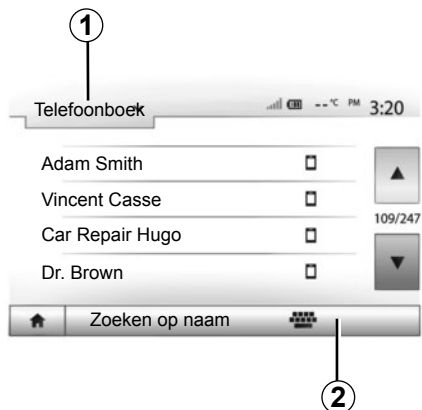 1
Telefoonboek --°C PM 3:20
Adam Smith
Vincent Casse
109/247
Car Repair Hugo
Dr. Brown
Zoeken op naam
2